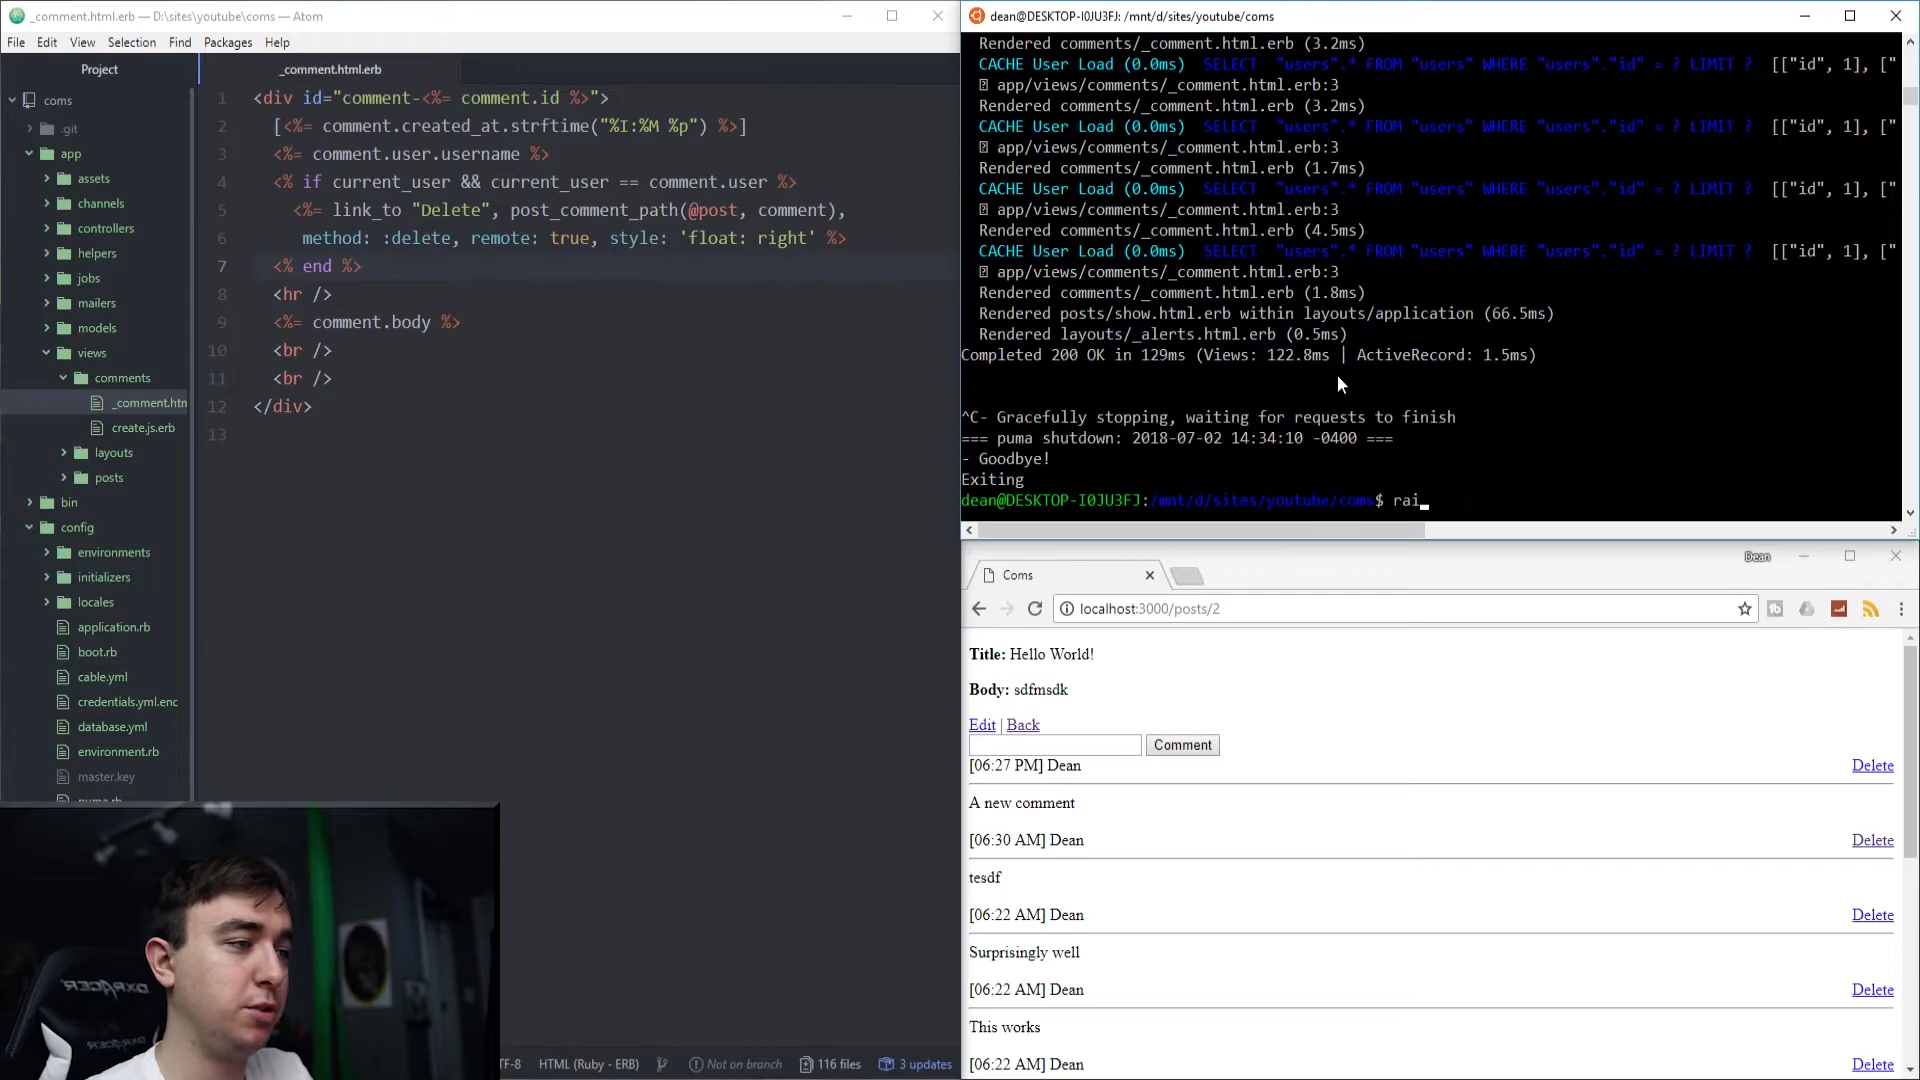 _comment.html.erb — D:\sites\youtube\coms — Atom
File Edit View Selection Find Packages Help
Project
coms
.git
app
assets
channels
controllers
helpers
jobs
mailers
models
views
comments
_comment.htm
create.js.erb
layouts
posts
bin
config
environments
initializers
locales
application.rb
boot.rb
cable.yml
credentials.yml.enc
database.yml
environment.rb
master.key
_comment.html.erb
1 <div id="comment-<%= comment.id %>">
2 [<%= comment.created_at.strftime("%I:%M %p") %>]
3 <%= comment.user.username %>
4 <% if current_user && current_user == comment.user %>
5 <%= link_to "Delete", post_comment_path(@post, comment),
6 method: :delete, remote: true, style: 'float: right' %>
7 <% end %>
8 <hr />
9 <%= comment.body %>
10 <br />
11 <br />
12 </div>
13
TF-8 HTML (Ruby - ERB) Not on branch 116 files 3 updates
dean@DESKTOP-I0JU3FJ: /mnt/d/sites/youtube/coms
Rendered comments/_comment.html.erb (3.2ms)
CACHE User Load (0.0ms) SELECT "users".* FROM "users" WHERE "users"."id" = ? LIMIT ? [["id", 1], ["
app/views/comments/_comment.html.erb:3
Rendered comments/_comment.html.erb (3.2ms)
CACHE User Load (0.0ms) SELECT "users".* FROM "users" WHERE "users"."id" = ? LIMIT ? [["id", 1], ["
app/views/comments/_comment.html.erb:3
Rendered comments/_comment.html.erb (1.7ms)
CACHE User Load (0.0ms) SELECT "users".* FROM "users" WHERE "users"."id" = ? LIMIT ? [["id", 1], ["
app/views/comments/_comment.html.erb:3
Rendered comments/_comment.html.erb (4.5ms)
CACHE User Load (0.0ms) SELECT "users".* FROM "users" WHERE "users"."id" = ? LIMIT ? [["id", 1], ["
app/views/comments/_comment.html.erb:3
Rendered comments/_comment.html.erb (1.8ms)
Rendered posts/show.html.erb within layouts/application (66.5ms)
Rendered layouts/_alerts.html.erb (0.5ms)
Completed 200 OK in 129ms (Views: 122.8ms | ActiveRecord: 1.5ms)
^C- Gracefully stopping, waiting for requests to finish
=== puma shutdown: 2018-07-02 14:34:10 -0400 ===
- Goodbye!
Exiting
dean@DESKTOP-I0JU3FJ:/mnt/d/sites/youtube/coms$ rai
Dean
Coms
localhost:3000/posts/2
Title: Hello World!
Body: sdfmsdk
Edit | Back
Comment
[06:27 PM] Dean Delete
A new comment
[06:30 AM] Dean Delete
tesdf
[06:22 AM] Dean Delete
Surprisingly well
[06:22 AM] Dean Delete
This works
[06:22 AM] Dean Delete
DXRACER